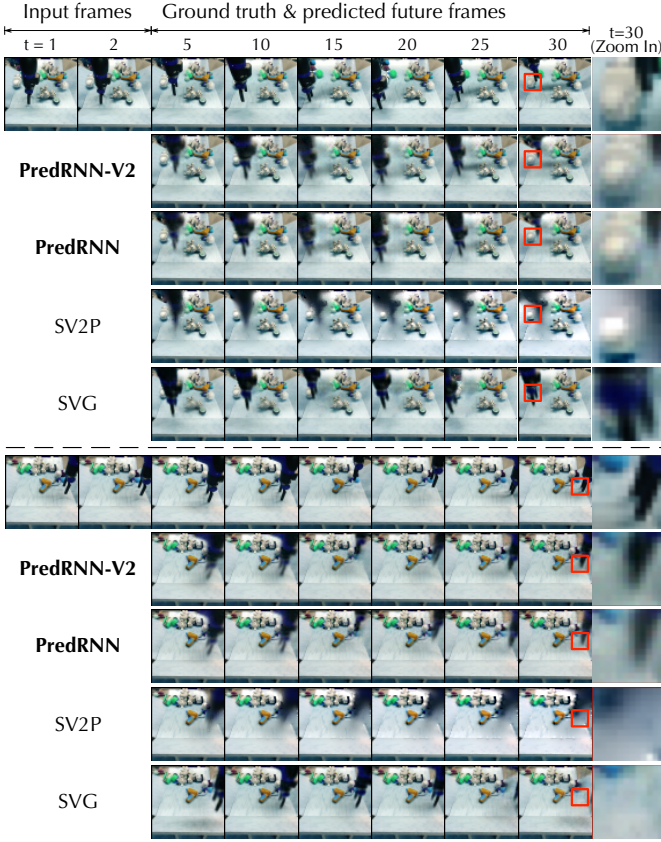 Input frames Ground truth & predicted future frames t=30
t = 1 2 5 10 15 20 25 30 (Zoom In)
PredRNN-V2
PredRNN
SV2P
SVG
PredRNN-V2
PredRNN
SV2P
SVG